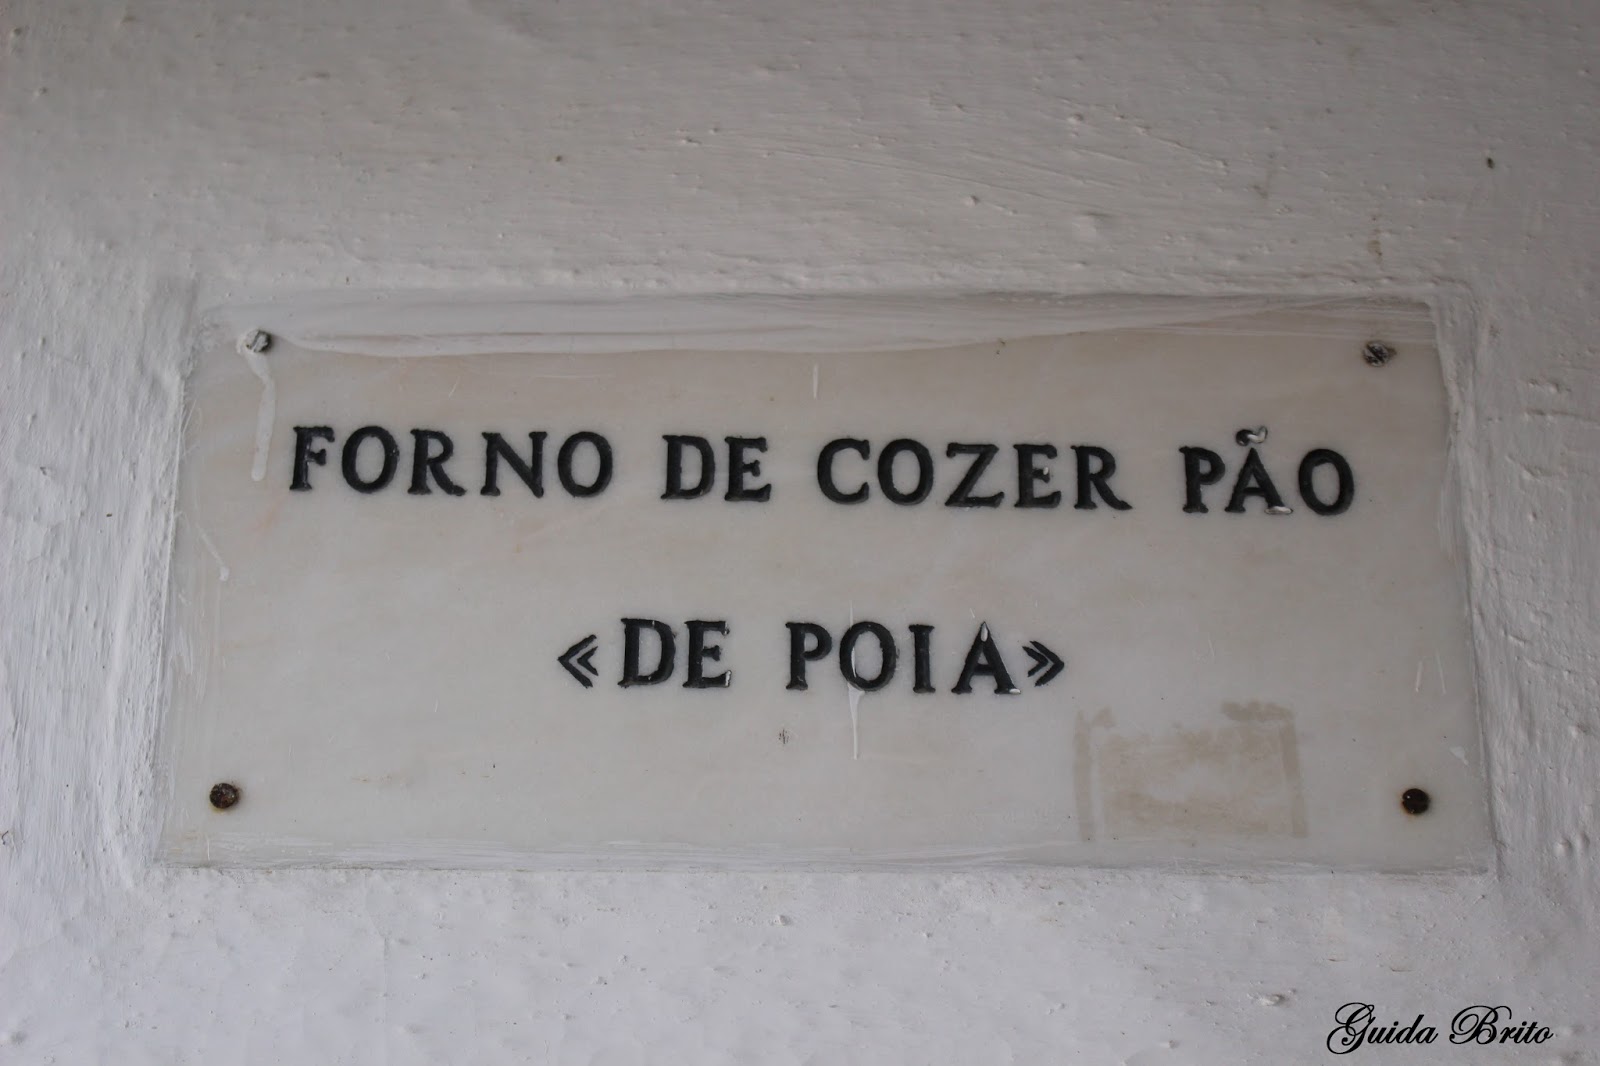 FORNO DE COZER PÃO
«DE POIA»
Guida Brito